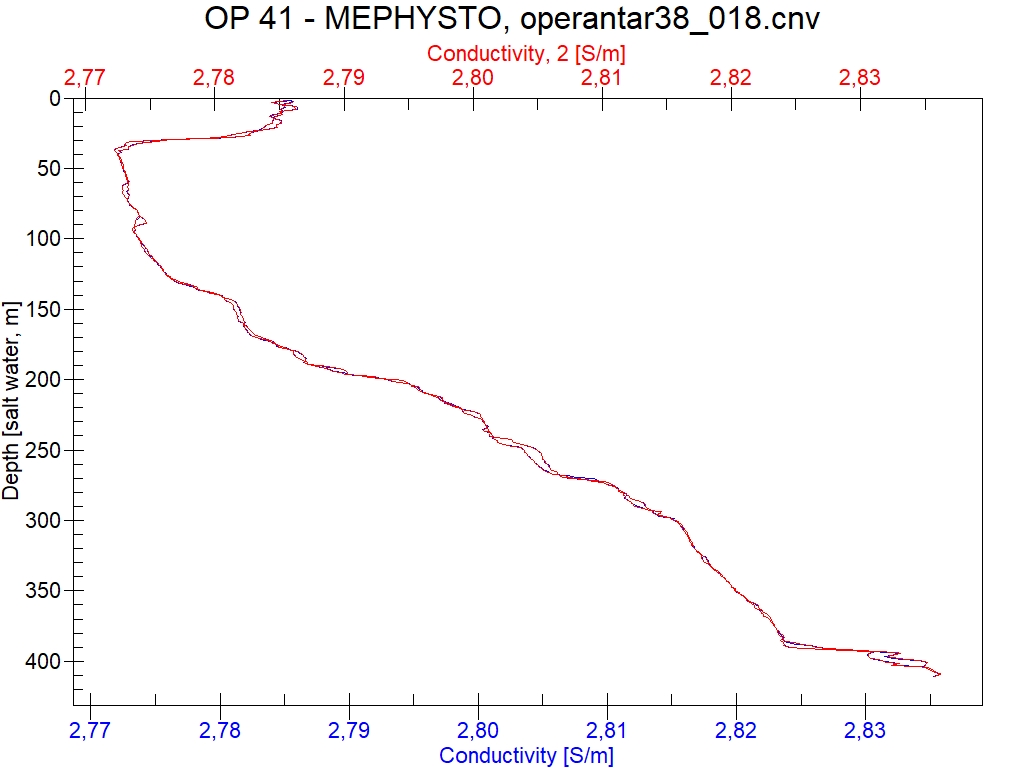 OP 41 - MEPHYSTO, operantar38_018.cnv
Conductivity, 2 [S/m]
2,77 2,78 2,79 2,80 2,81 2,82 2,83
0
50
100
150
200
250
300
350
400
Depth [salt water, m]
2,77 2,78 2,79 2,80 2,81 2,82 2,83
Conductivity [S/m]